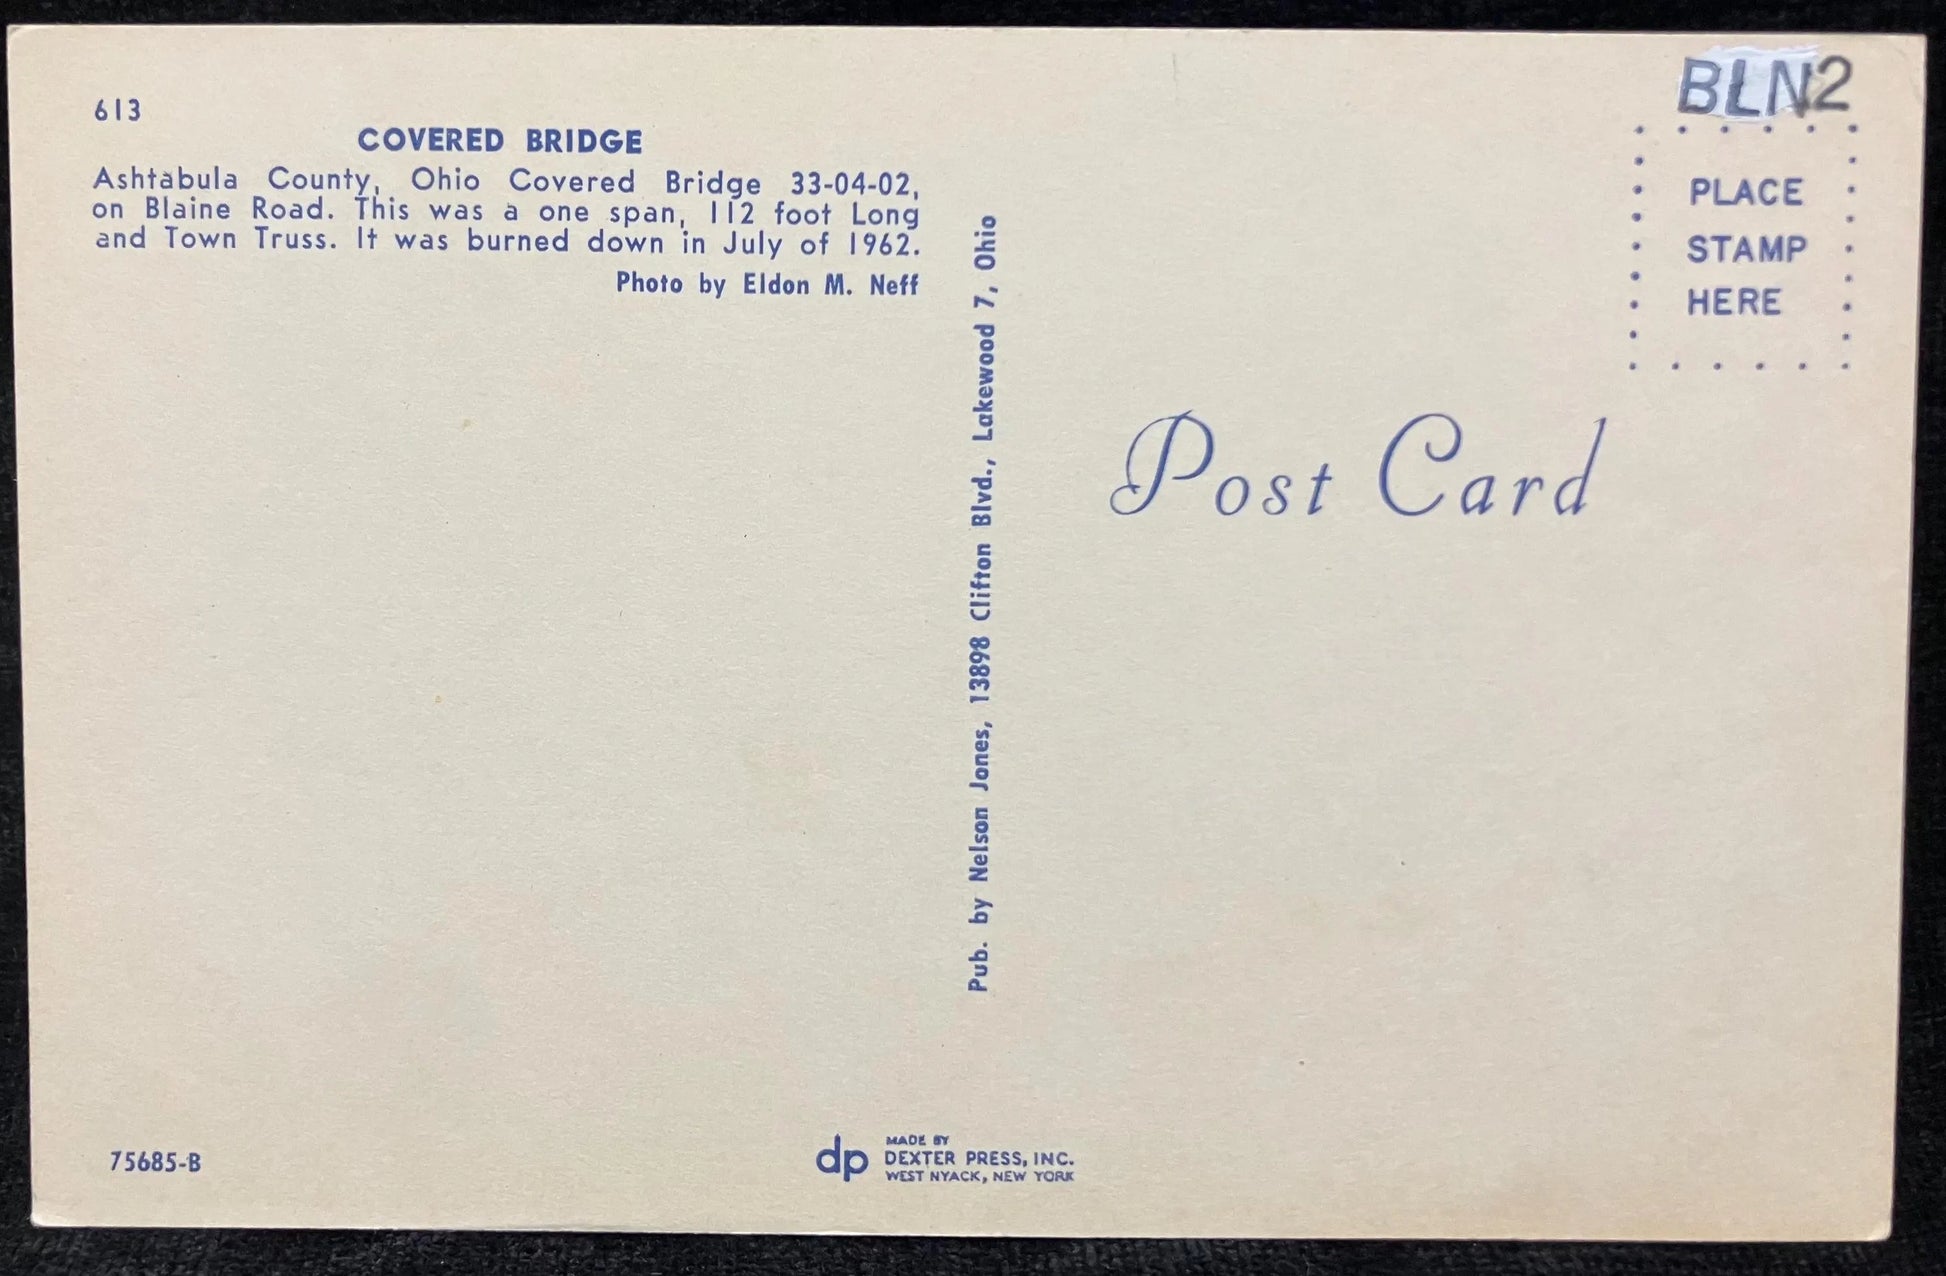 613
COVERED BRIDGE
Ashtabula County, Ohio Covered Bridge 33-04-02,
on Blaine Road. This was a one span, 112 foot Long
and Town Truss. It was burned down in July of 1962.
Photo by Eldon M. Neff
Pub. by Nelson Jones, 13898 Clifton Blvd., Lakewood 7, Ohio
BLN2
PLACE
STAMP
HERE
Post Card
75685-B
dp
MADE BY
DEXTER PRESS, INC.
WEST NYACK, NEW YORK